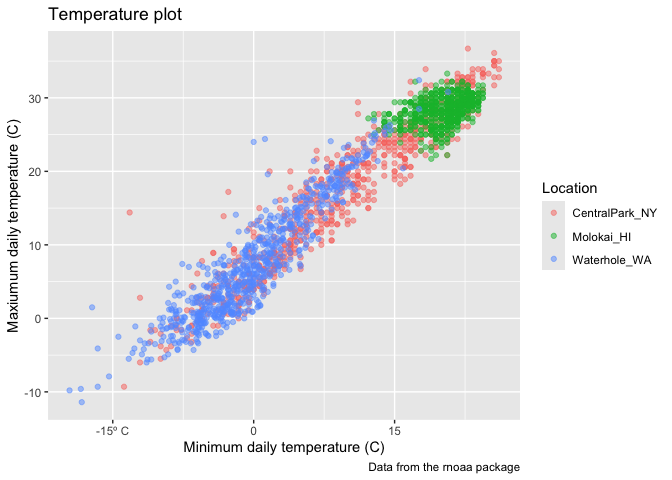 Temperature plot
Maxiumum daily temperature (C)
30
20
10
0
-10
-15º C
0
15
Minimum daily temperature (C)
Location
CentralPark_NY
Molokai_HI
Waterhole_WA
Data from the rnoaa package